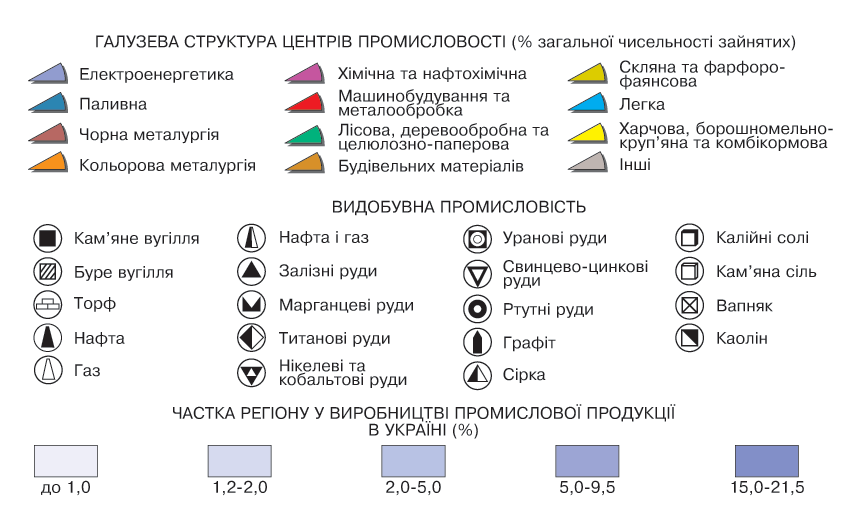 ГАЛУЗЕВА СТРУКТУРА ЦЕНТРІВ ПРОМИСЛОВОСТІ (% загальної чисельності зайнятих)
Електроенергетика
Паливна
Чорна металургія
Кольорова металургія
Хімічна та нафтохімічна
Машинобудування та
металообробка
Лісова, деревообробна та
целюлозно-паперова
Будівельних матеріалів
Скляна та фарфоро-
фаянсова
Легка
Харчова, борошномельно-
круп'яна та комбікормова
Інші
ВИДОБУВНА ПРОМИСЛОВІСТЬ
Кам'яне вугілля
Буре вугілля
Торф
Нафта
Газ
Нафта і газ
Залізні руди
Марганцеві руди
Титанові руди
Нікелеві та
кобальтові руди
Уранові руди
Свинцево-цинкові
руди
Ртутні руди
Графіт
Сірка
Калійні солі
Кам'яна сіль
Вапняк
Каолін
ЧАСТКА РЕГІОНУ У ВИРОБНИЦТВІ ПРОМИСЛОВОЇ ПРОДУКЦІЇ
В УКРАЇНІ (%)
до 1,0
1,2-2,0
2,0-5,0
5,0-9,5
15,0-21,5